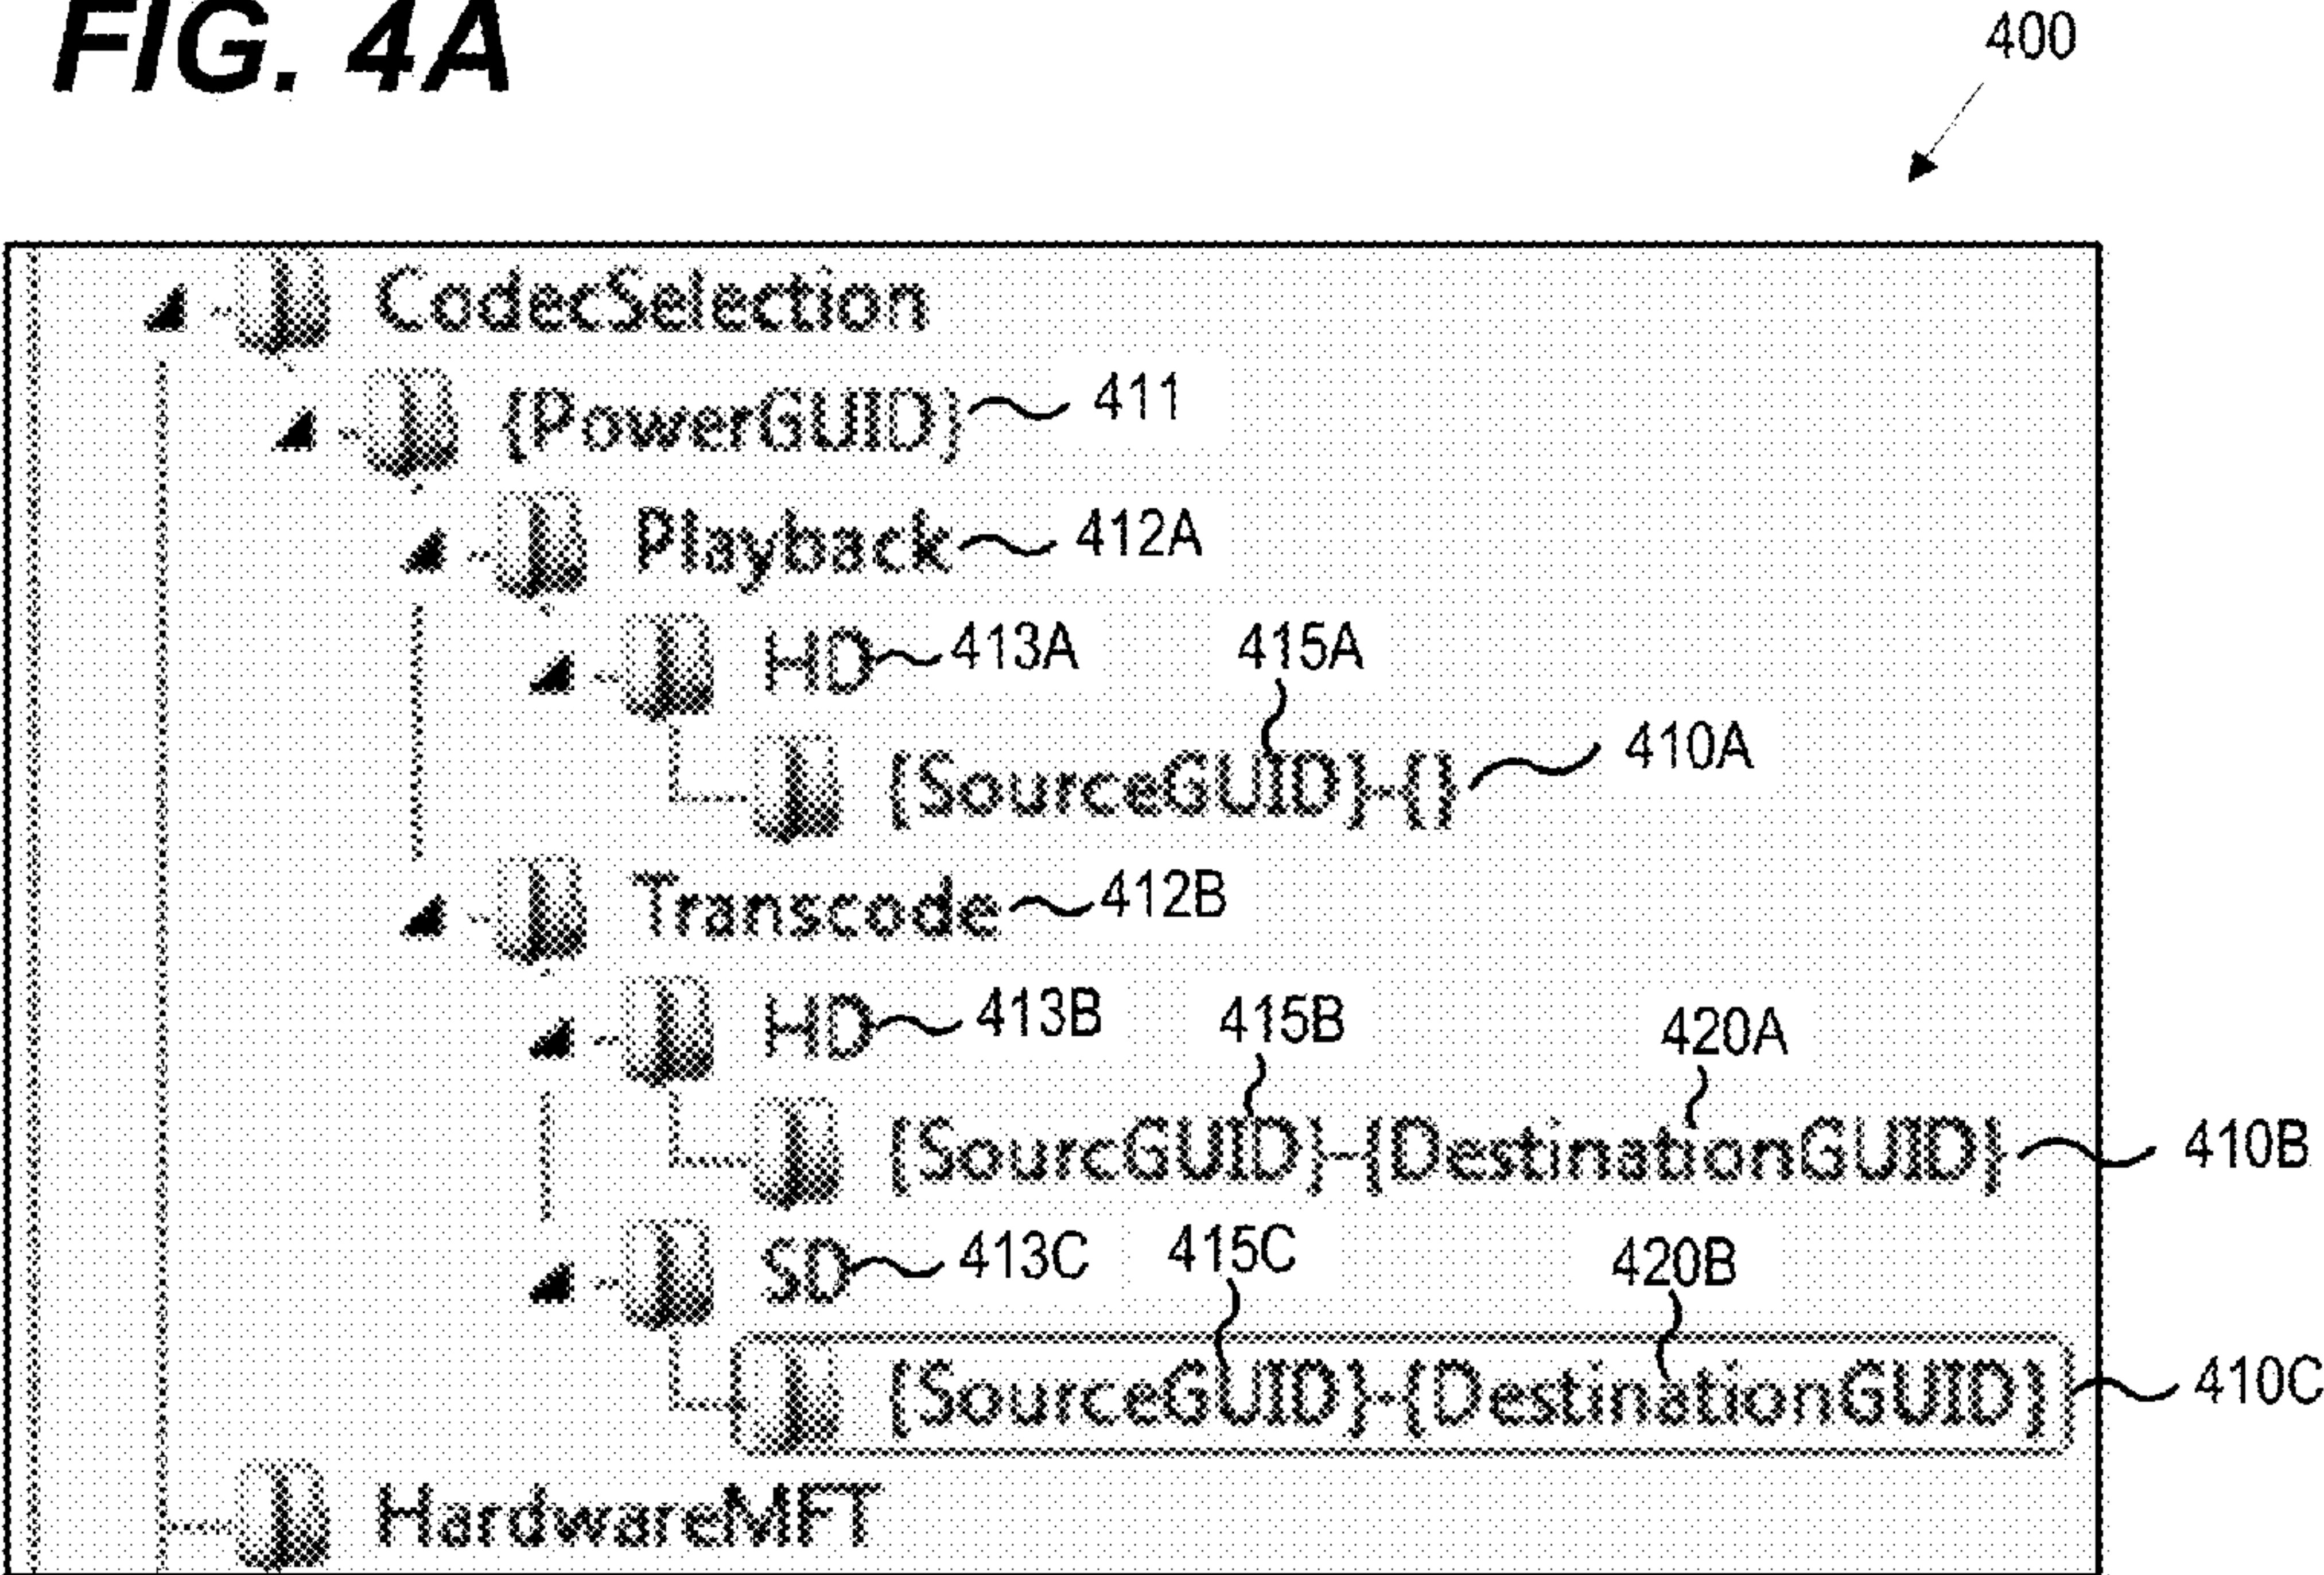 FIG. 4A
400
CodecSelection
{PowerGUID} 411
Playback 412A
HD 413A 415A
{SourceGUID}-{} 410A
Transcode 412B
HD 413B 415B 420A
{SourcGUID}-{DestinationGUID} 410B
SD 413C 415C 420B
{SourceGUID}-{DestinationGUID} 410C
HardwareMFT